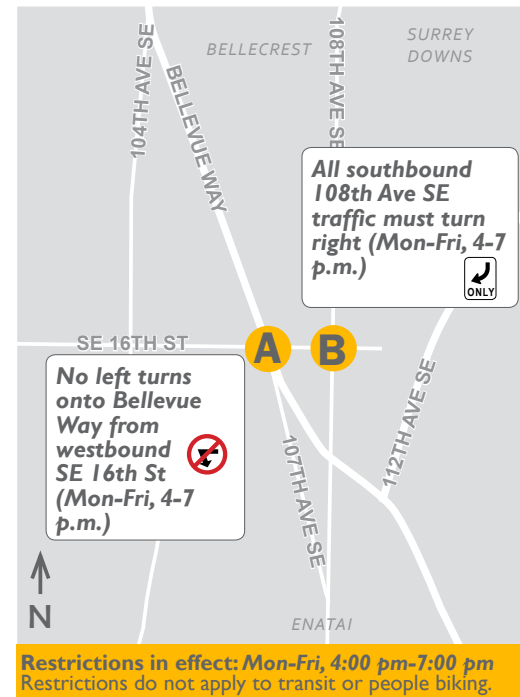 104TH AVE SE
BELLEVUE WAY
BELLECREST
108TH AVE SE
SURREY
DOWNS
All southbound
108th Ave SE
traffic must turn
right (Mon-Fri, 4-7
p.m.)
ONLY
SE 16TH ST
A
B
No left turns
onto Bellevue
Way from
westbound
SE 16th St
(Mon-Fri, 4-7
p.m.)
107TH AVE SE
112TH AVE SE
N
ENATAI
Restrictions in effect: Mon-Fri, 4:00 pm-7:00 pm
Restrictions do not apply to transit or people biking.